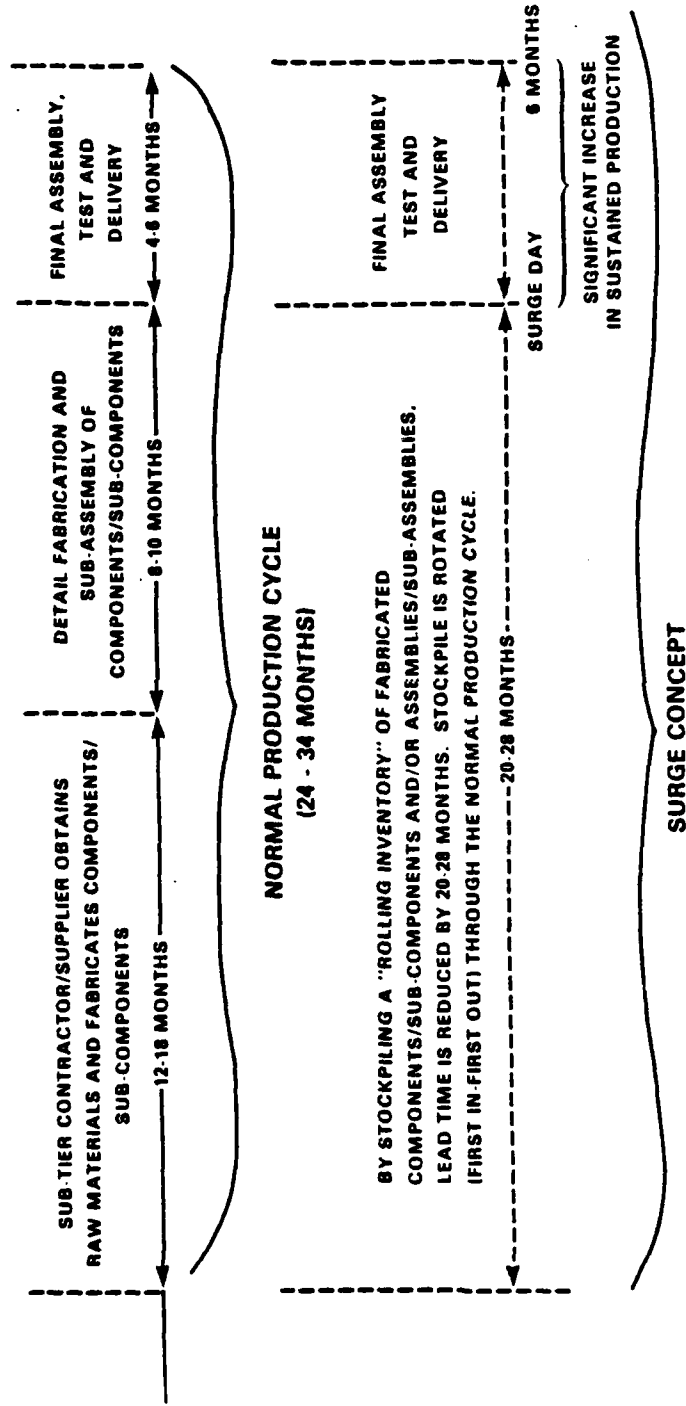 SUB-TIER CONTRACTOR/SUPPLIER OBTAINS
RAW MATERIALS AND FABRICATES COMPONENTS/
SUB-COMPONENTS
12-18 MONTHS
DETAIL FABRICATION AND
SUB-ASSEMBLY OF
COMPONENTS/SUB-COMPONENTS
8-10 MONTHS
FINAL ASSEMBLY,
TEST AND
DELIVERY
4-6 MONTHS
NORMAL PRODUCTION CYCLE
(24 - 34 MONTHS)
BY STOCKPILING A "ROLLING INVENTORY" OF FABRICATED
COMPONENTS/SUB-COMPONENTS AND/OR ASSEMBLIES/SUB-ASSEMBLIES.
LEAD TIME IS REDUCED BY 20-28 MONTHS. STOCKPILE IS ROTATED
(FIRST IN-FIRST OUT) THROUGH THE NORMAL PRODUCTION CYCLE.
20-28 MONTHS
FINAL ASSEMBLY
TEST AND
DELIVERY
SURGE DAY
6 MONTHS
SIGNIFICANT INCREASE
IN SUSTAINED PRODUCTION
SURGE CONCEPT